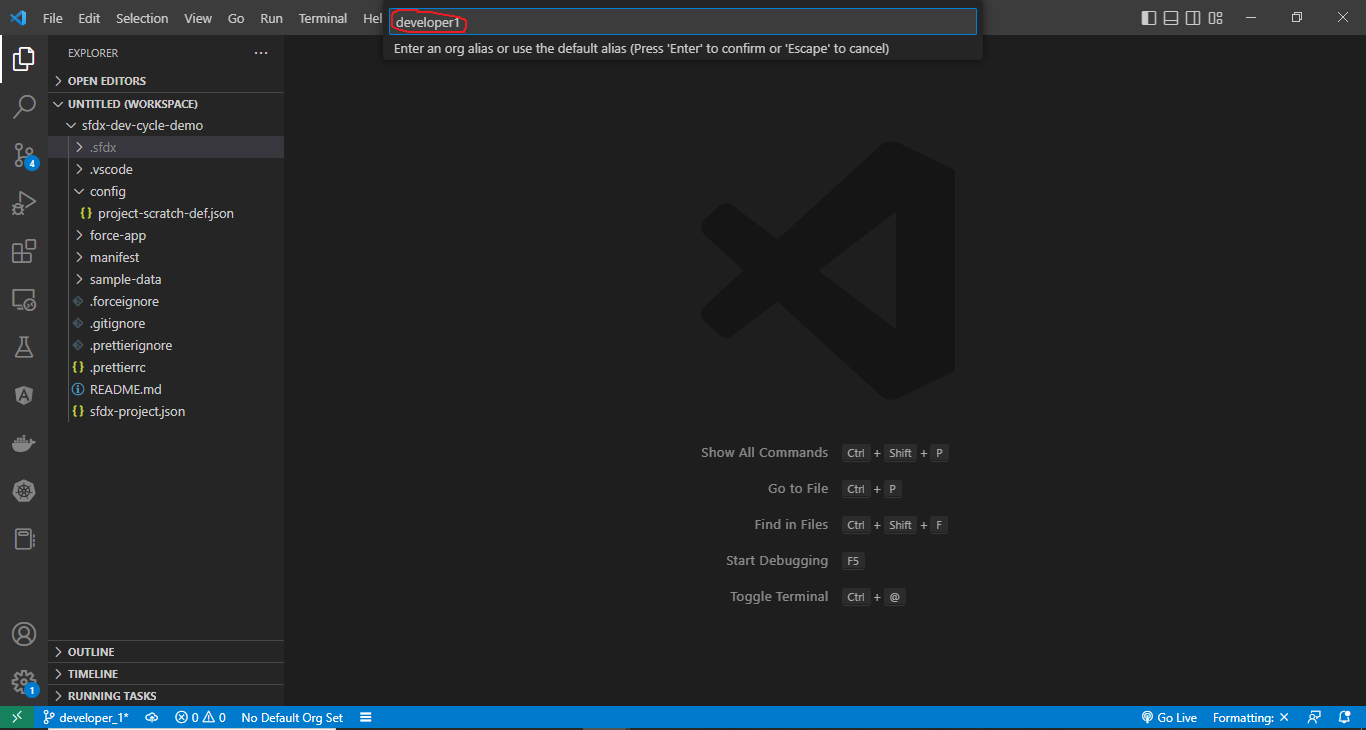 File Edit Selection View Go Run Terminal Hel
developer1
Enter an org alias or use the default alias (Press 'Enter' to confirm or 'Escape' to cancel)
EXPLORER
OPEN EDITORS
UNTITLED (WORKSPACE)
sfdx-dev-cycle-demo
.sfdx
.vscode
config
{} project-scratch-def.json
force-app
manifest
sample-data
.forceignore
.gitignore
.prettierignore
{} .prettierrc
README.md
{} sfdx-project.json
4
Show All Commands Ctrl + Shift + P
Go to File Ctrl + P
Find in Files Ctrl + Shift + F
Start Debugging F5
Toggle Terminal Ctrl + @
OUTLINE
TIMELINE
RUNNING TASKS
1
developer_1* 0 0 No Default Org Set Go Live Formatting: ×